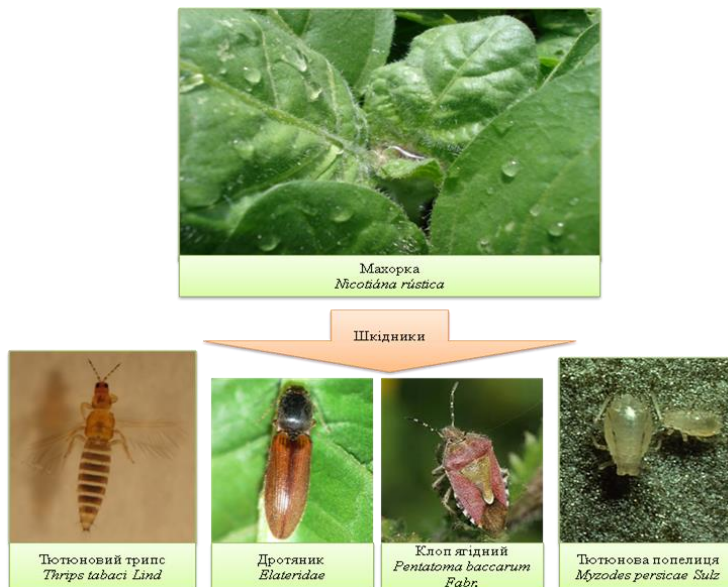 Махорка
Nicotiána rústica
Шкідники
Тютюновий трипс
Thrips tabaci Lind
Дротяник
Elateridae
Клоп ягідний
Pentatoma baccarum
Fabr.
Тютюнова попелиця
Myzodes persicae Sulz